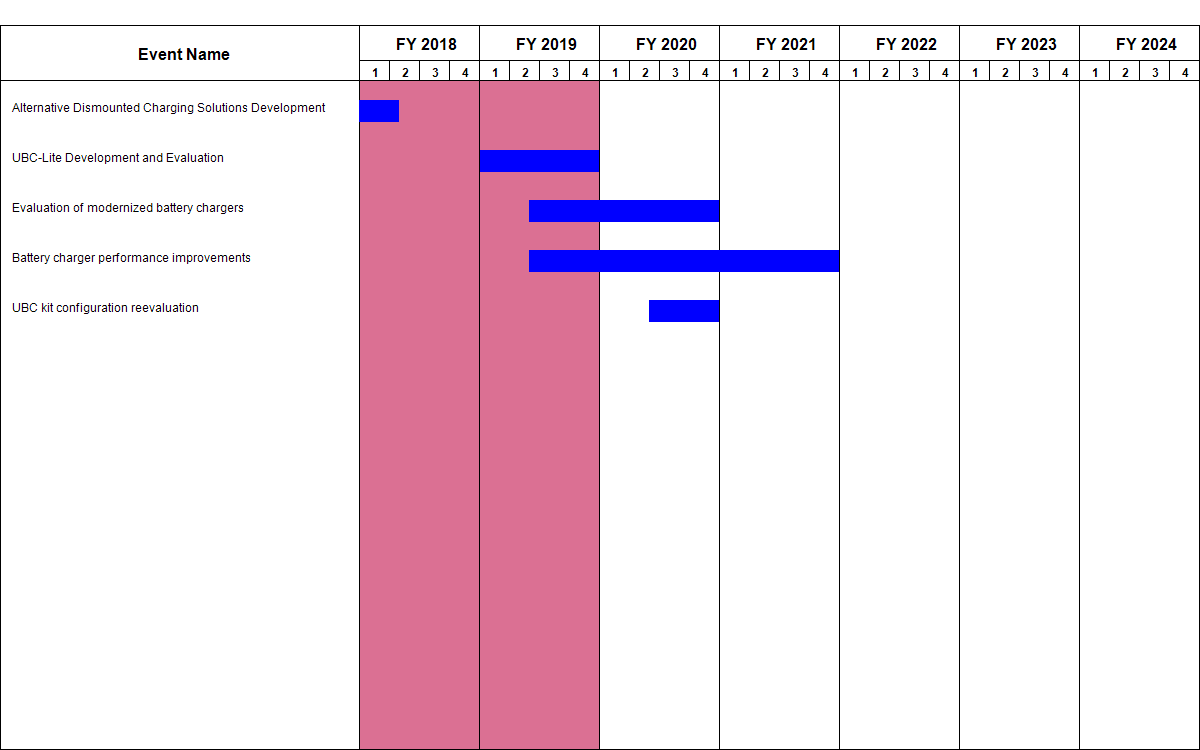 Event Name
FY 2018 FY 2019 FY 2020 FY 2021 FY 2022 FY 2023 FY 2024
1 2 3 4 1 2 3 4 1 2 3 4 1 2 3 4 1 2 3 4 1 2 3 4 1 2 3 4
Alternative Dismounted Charging Solutions Development
UBC-Lite Development and Evaluation
Evaluation of modernized battery chargers
Battery charger performance improvements
UBC kit configuration reevaluation